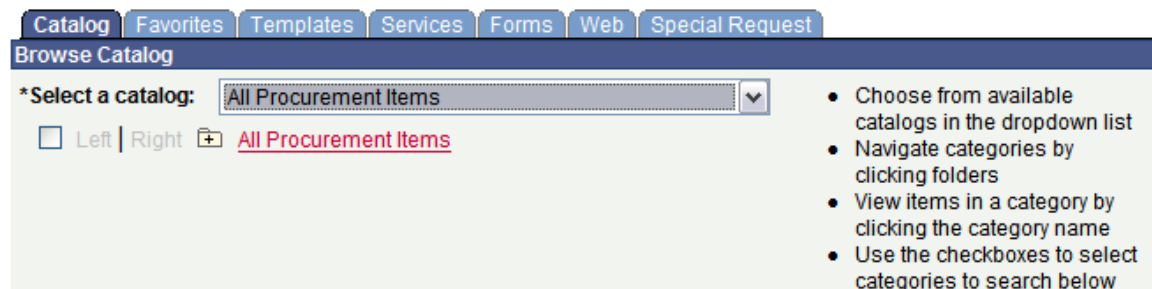 Catalog Favorites Templates Services Forms Web Special Request
Browse Catalog
*Select a catalog: All Procurement Items
Left | Right All Procurement Items
• Choose from available
catalogs in the dropdown list
• Navigate categories by
clicking folders
• View items in a category by
clicking the category name
• Use the checkboxes to select
categories to search below